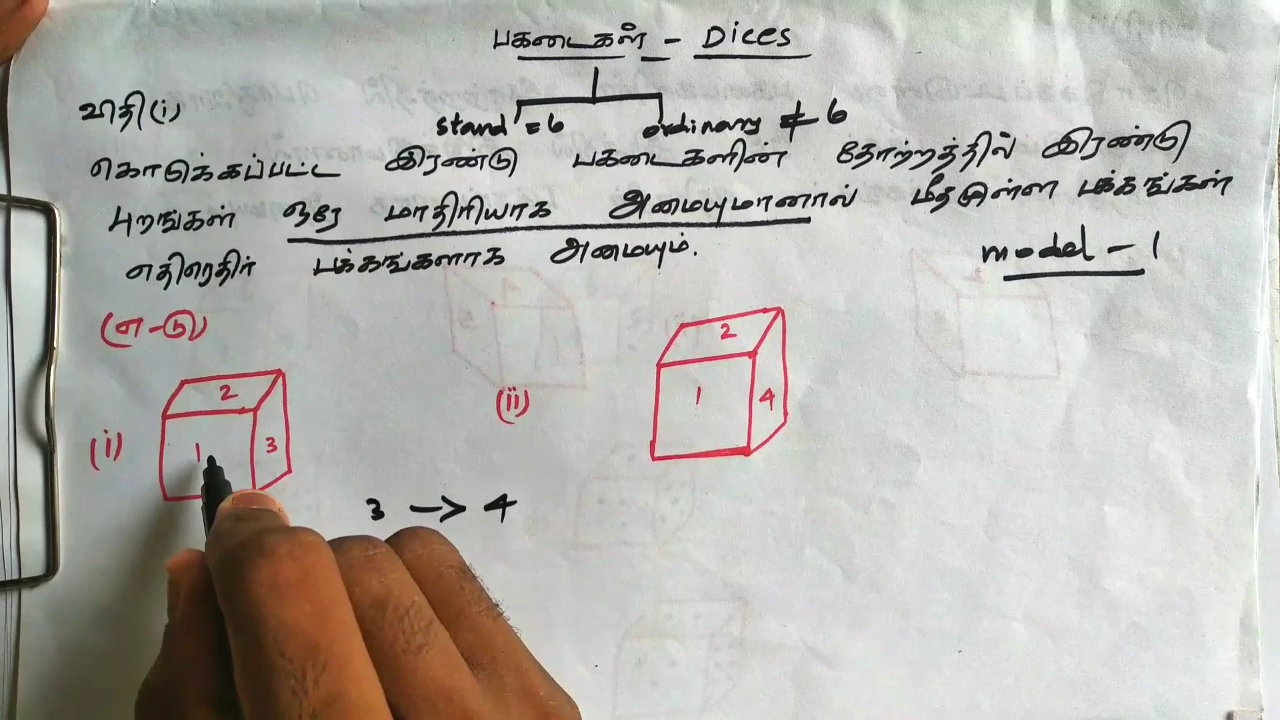 பகடைகள் - Dices
விதி (i)
stand = 6 ordinary ≠ 6
கொடுக்கப்பட்ட இரண்டு பகடைகளின் தோற்றத்தில் இரண்டு
புறங்கள் ஒரே மாதிரியாக அமையுமானால் மீதமுள்ள பக்கங்கள்
எதிரெதிர் பக்கங்களாக அமையும்.
model - 1
(எ-டு)
(i) 2 1 3
(ii) 2 1 4
3 → 4